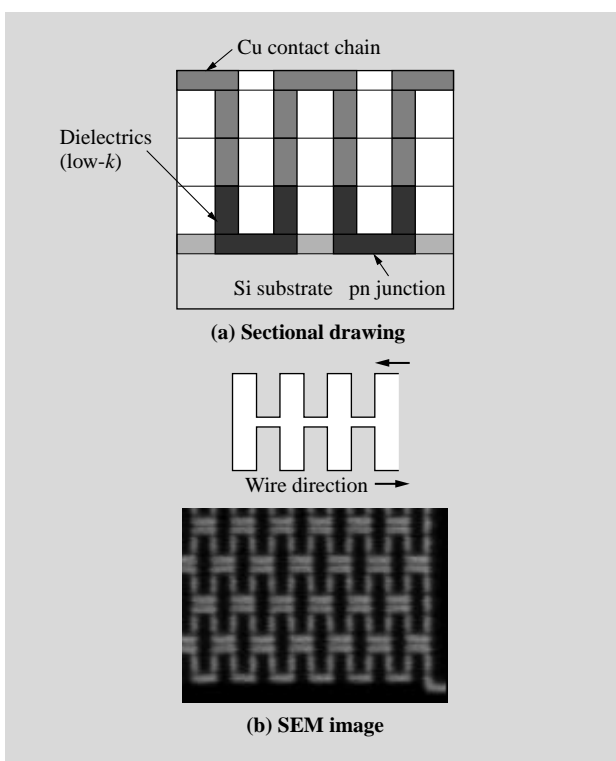 Cu contact chain
Dielectrics
(low-k)
Si substrate pn junction
(a) Sectional drawing
Wire direction
(b) SEM image